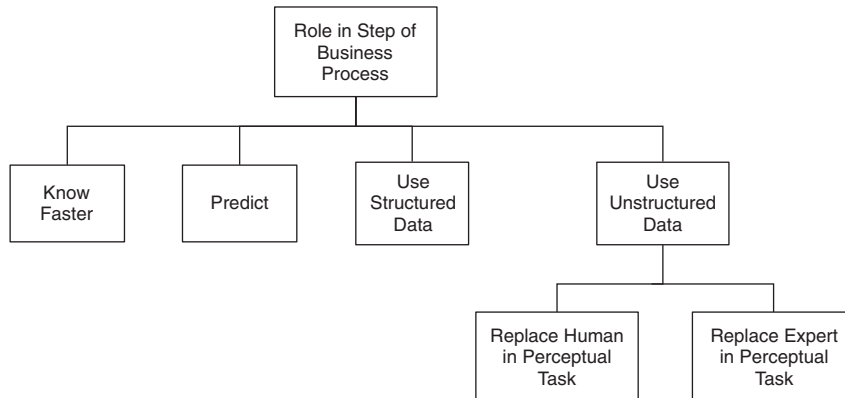 Role in Step of
Business
Process
Know
Faster
Predict
Use
Structured
Data
Use
Unstructured
Data
Replace Human
in Perceptual
Task
Replace Expert
in Perceptual
Task